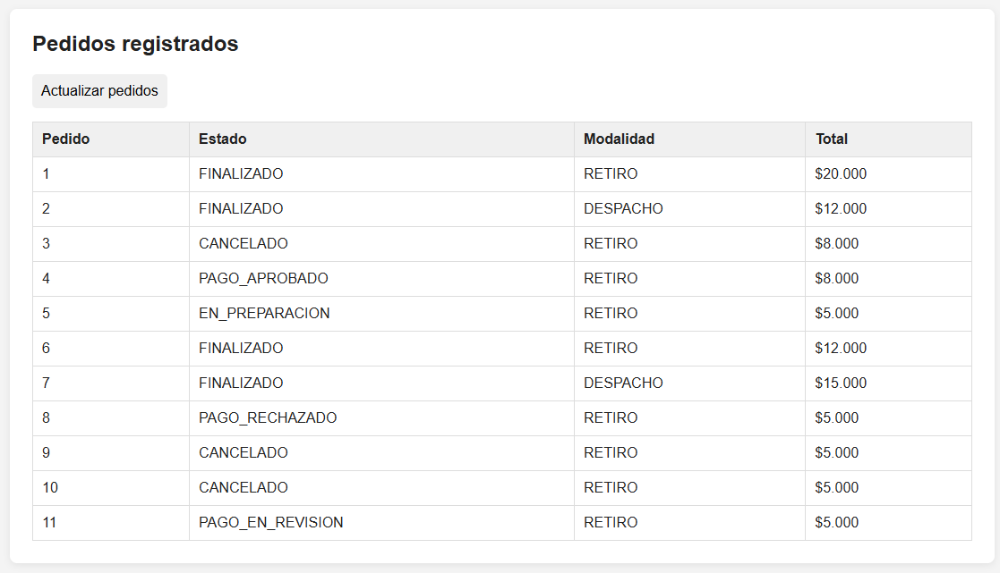 Pedidos registrados
Actualizar pedidos
Pedido Estado Modalidad Total
1 FINALIZADO RETIRO $20.000
2 FINALIZADO DESPACHO $12.000
3 CANCELADO RETIRO $8.000
4 PAGO_APROBADO RETIRO $8.000
5 EN_PREPARACION RETIRO $5.000
6 FINALIZADO RETIRO $12.000
7 FINALIZADO DESPACHO $15.000
8 PAGO_RECHAZADO RETIRO $5.000
9 CANCELADO RETIRO $5.000
10 CANCELADO RETIRO $5.000
11 PAGO_EN_REVISION RETIRO $5.000